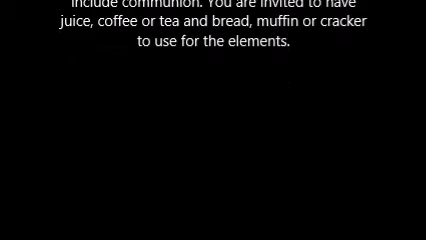 include communion. You are invited to have
juice, coffee or tea and bread, muffin or cracker
to use for the elements.